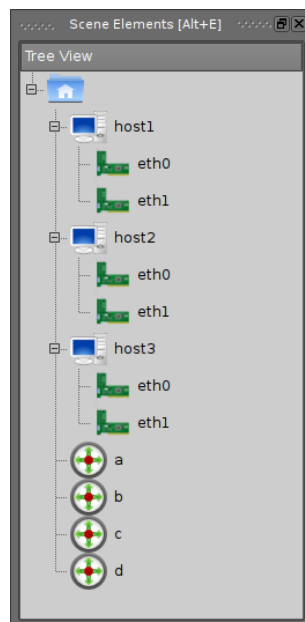 Scene Elements [Alt+E]
Tree View
host1
eth0
eth1
host2
eth0
eth1
host3
eth0
eth1
a
b
c
d